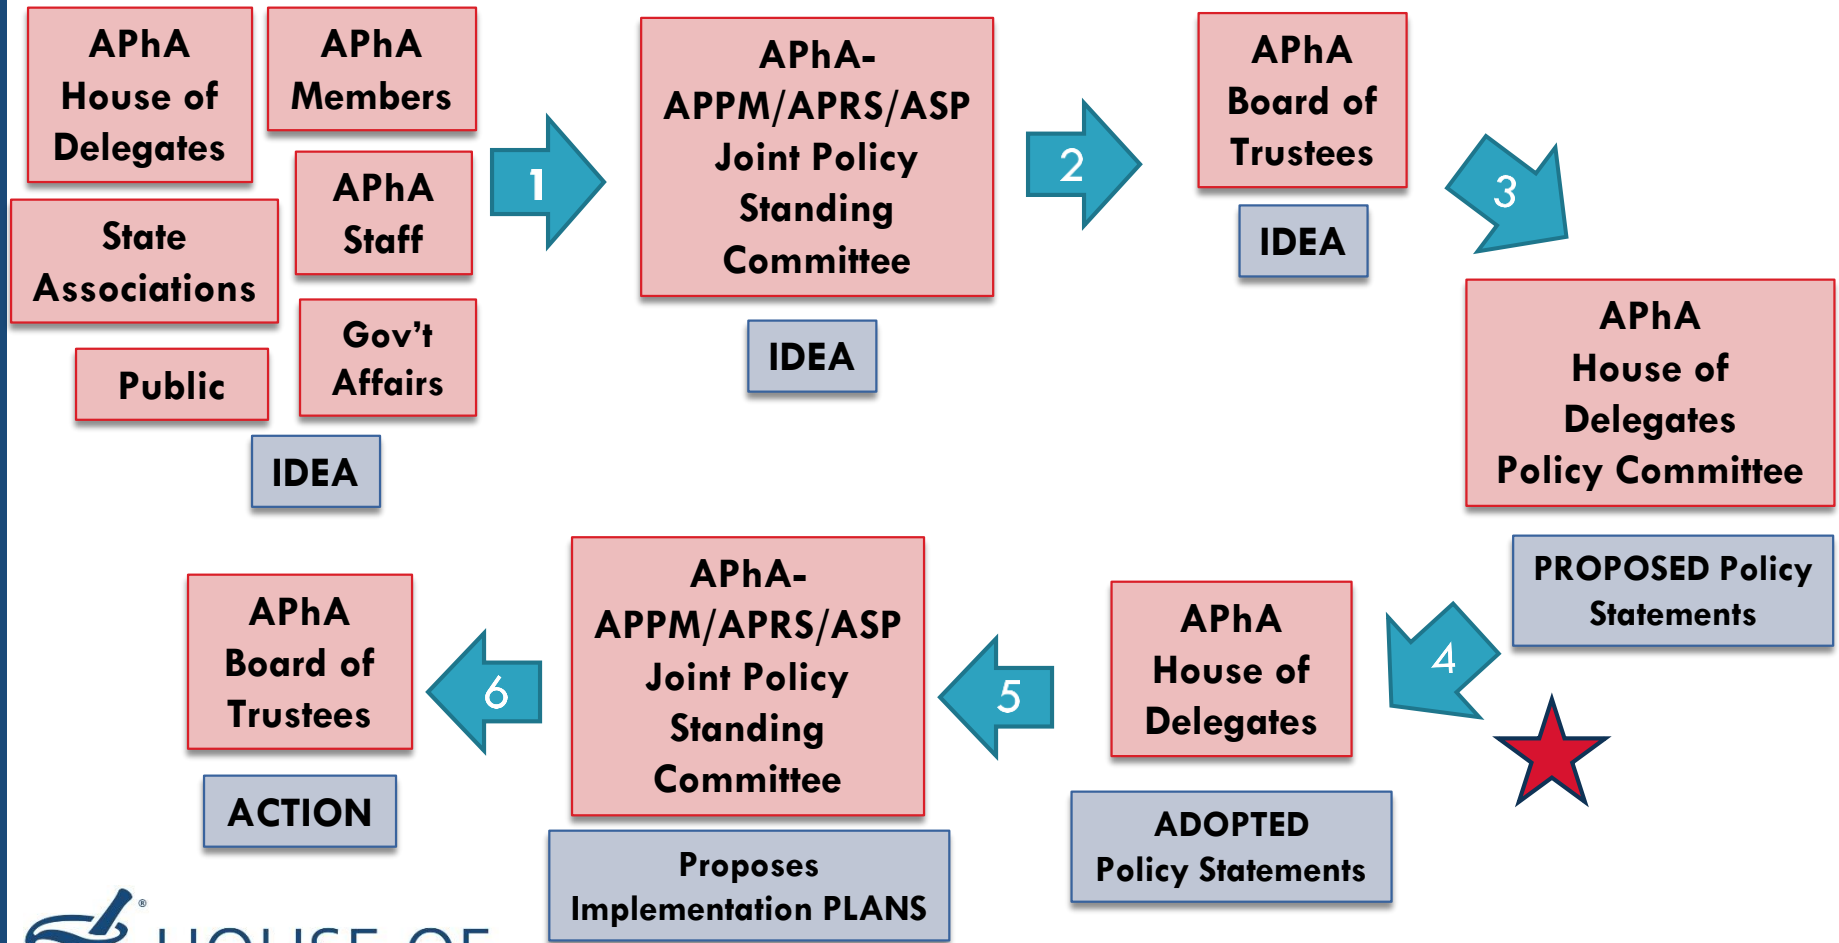 APhA
House of
Delegates
APhA
Members
APhA
Staff
State
Associations
Gov't
Affairs
Public
IDEA
1
APhA-
APPM/APRS/ASP
Joint Policy
Standing
Committee
IDEA
2
APhA
Board of
Trustees
IDEA
3
APhA
House of
Delegates
Policy Committee
PROPOSED Policy
Statements
4
APhA
House of
Delegates
ADOPTED
Policy Statements
5
APhA-
APPM/APRS/ASP
Joint Policy
Standing
Committee
Proposes
Implementation PLANS
6
APhA
Board of
Trustees
ACTION
®
HOUSE OF